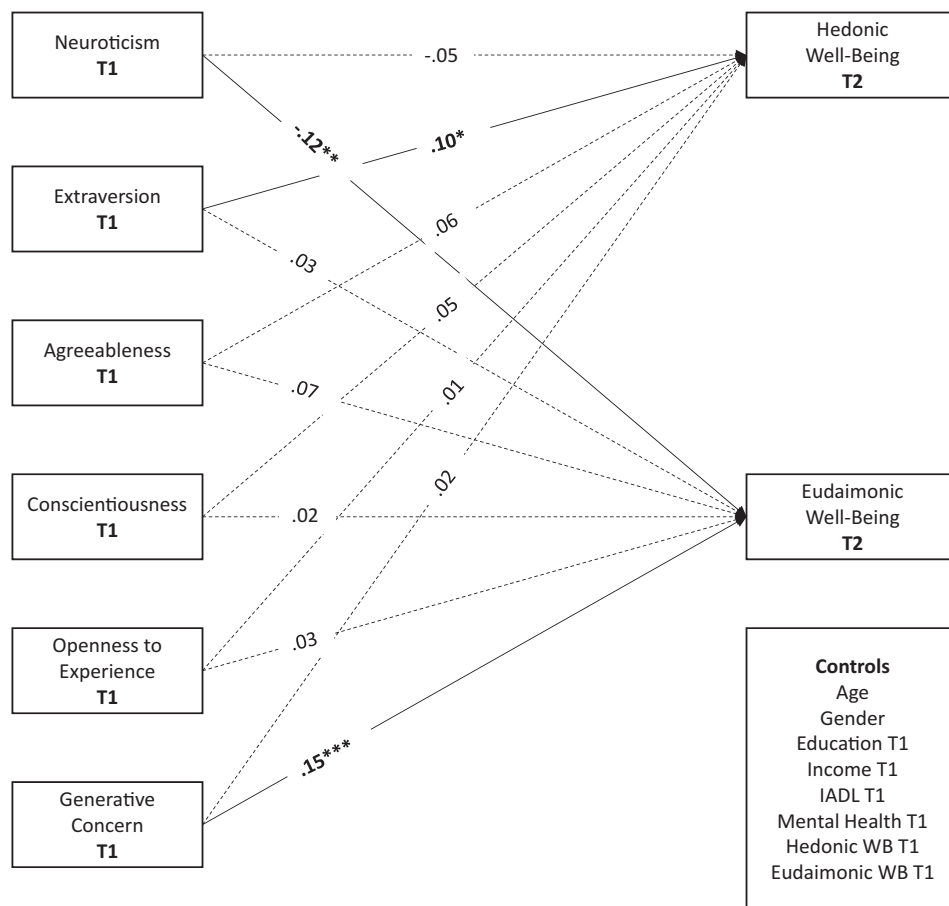 Neuroticism
T1
-.05
Hedonic
Well-Being
T2
-.12**
.10*
Extraversion
T1
.03
.06
Agreeableness
T1
.07
.05
.01
Conscientiousness
T1
.02
.02
Eudaimonic
Well-Being
T2
Openness to
Experience
T1
.03
Generative
Concern
T1
.15***
Controls
Age
Gender
Education T1
Income T1
IADL T1
Mental Health T1
Hedonic WB T1
Eudaimonic WB T1